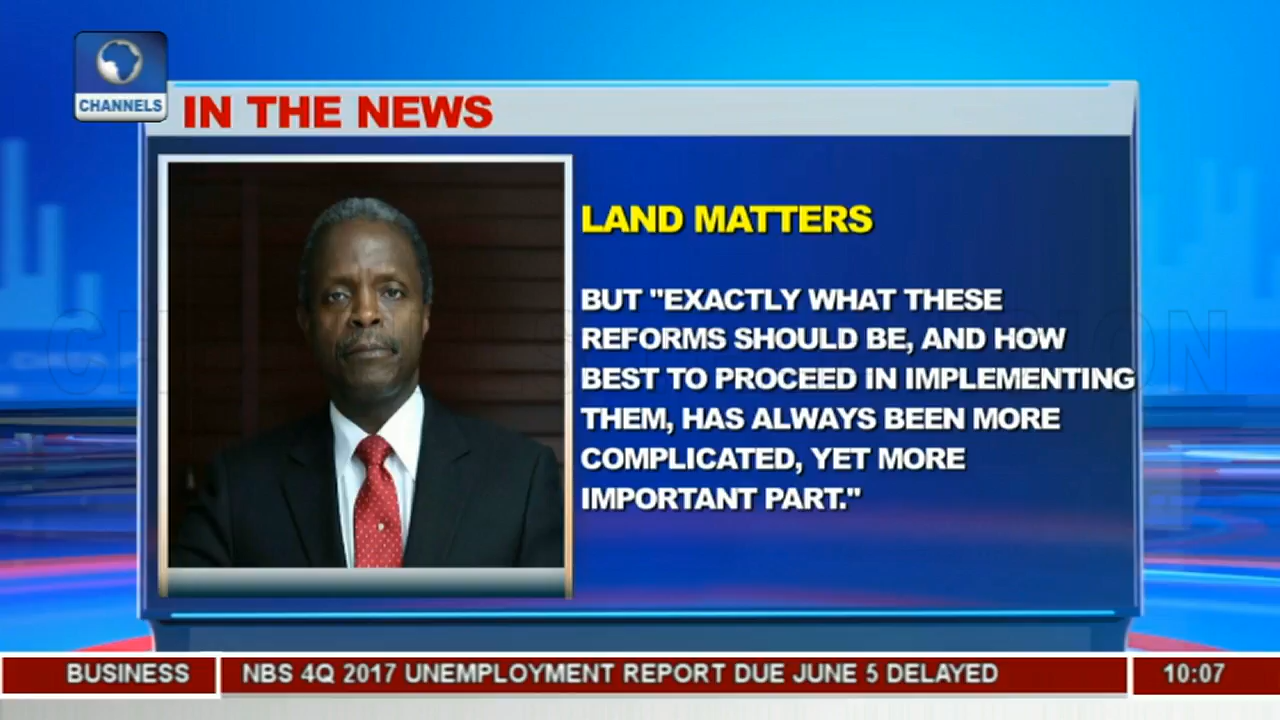 CHANNELS
IN THE NEWS
LAND MATTERS
BUT "EXACTLY WHAT THESE
REFORMS SHOULD BE, AND HOW
BEST TO PROCEED IN IMPLEMENTING
THEM, HAS ALWAYS BEEN MORE
COMPLICATED, YET MORE
IMPORTANT PART."
BUSINESS
NBS 4Q 2017 UNEMPLOYMENT REPORT DUE JUNE 5 DELAYED
10:07